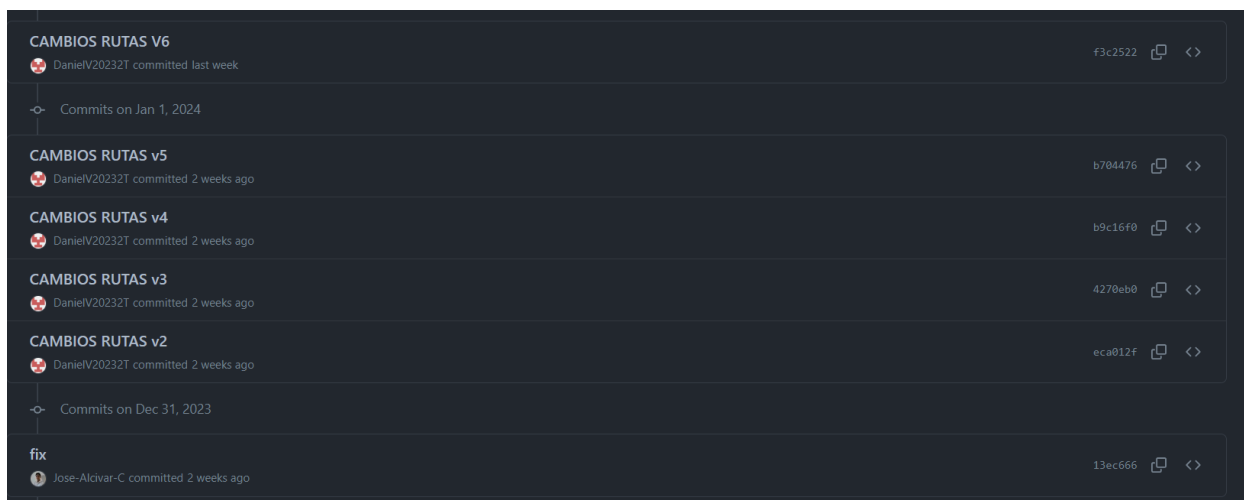 CAMBIOS RUTAS V6
DanielV20232T committed last week
f3c2522
Commits on Jan 1, 2024
CAMBIOS RUTAS v5
DanielV20232T committed 2 weeks ago
b704476
CAMBIOS RUTAS v4
DanielV20232T committed 2 weeks ago
b9c16f0
CAMBIOS RUTAS v3
DanielV20232T committed 2 weeks ago
4270eb0
CAMBIOS RUTAS v2
DanielV20232T committed 2 weeks ago
eca012f
Commits on Dec 31, 2023
fix
Jose-Alcivar-C committed 2 weeks ago
13ec666